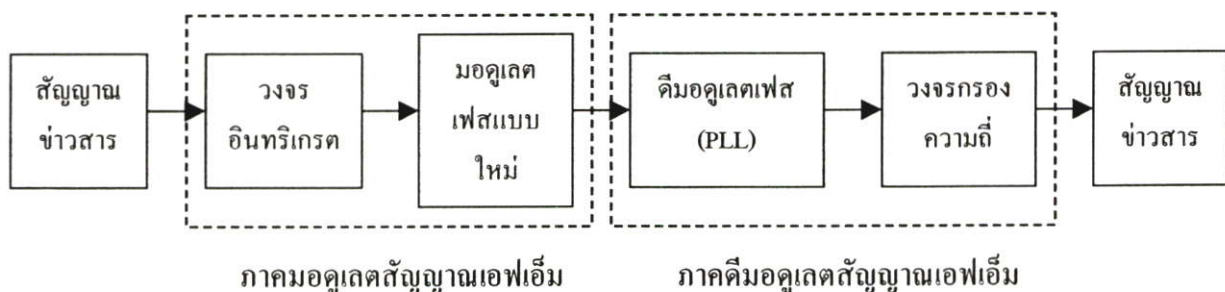 สัญญาณ
ข่าวสาร
วงจร
อินทริเกรต
มอดูเลต
เฟสแบบ
ใหม่
ดีมอดูเลตเฟส
(PLL)
วงจรกรอง
ความถี่
สัญญาณ
ข่าวสาร
ภาคมอดูเลตสัญญาณเอฟเอ็ม
ภาคดีมอดูเลตสัญญาณเอฟเอ็ม